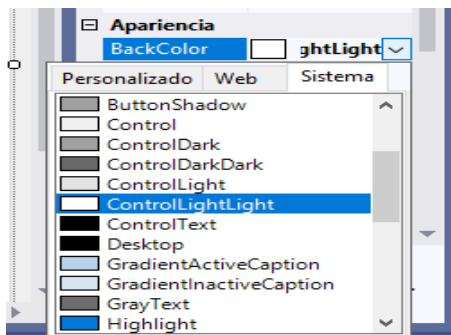 Apariencia
BackColor ghtLight
Personalizado Web Sistema
ButtonShadow
Control
ControlDark
ControlDarkDark
ControlLight
ControlLightLight
ControlText
Desktop
GradientActiveCaption
GradientInactiveCaption
GrayText
Highlight